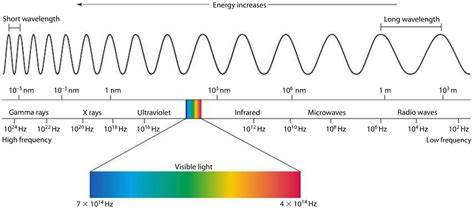 Energy increases
Short wavelength Long wavelength
10⁻⁵ nm 10⁻³ nm 1 nm 10³ nm 10⁶ nm 1 m 10³ m
Gamma rays X rays Ultraviolet Infrared Microwaves Radio waves
10²⁴ Hz 10²⁰ Hz 10¹⁸ Hz 10¹⁶ Hz 10¹² Hz 10¹⁰ Hz 10⁸ Hz 10⁶ Hz 10⁴ Hz 10² Hz
High frequency Low frequency
Visible light
7 × 10¹⁴ Hz 4 × 10¹⁴ Hz